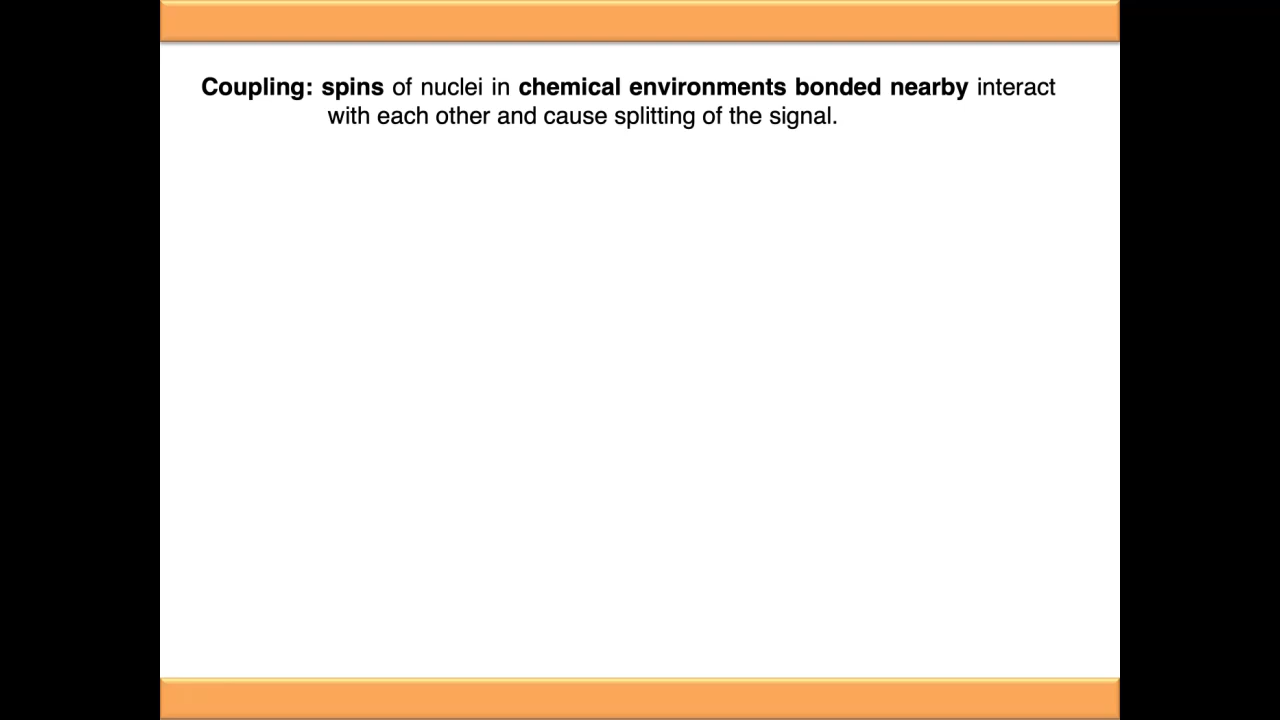 Coupling: spins of nuclei in chemical environments bonded nearby interact
with each other and cause splitting of the signal.